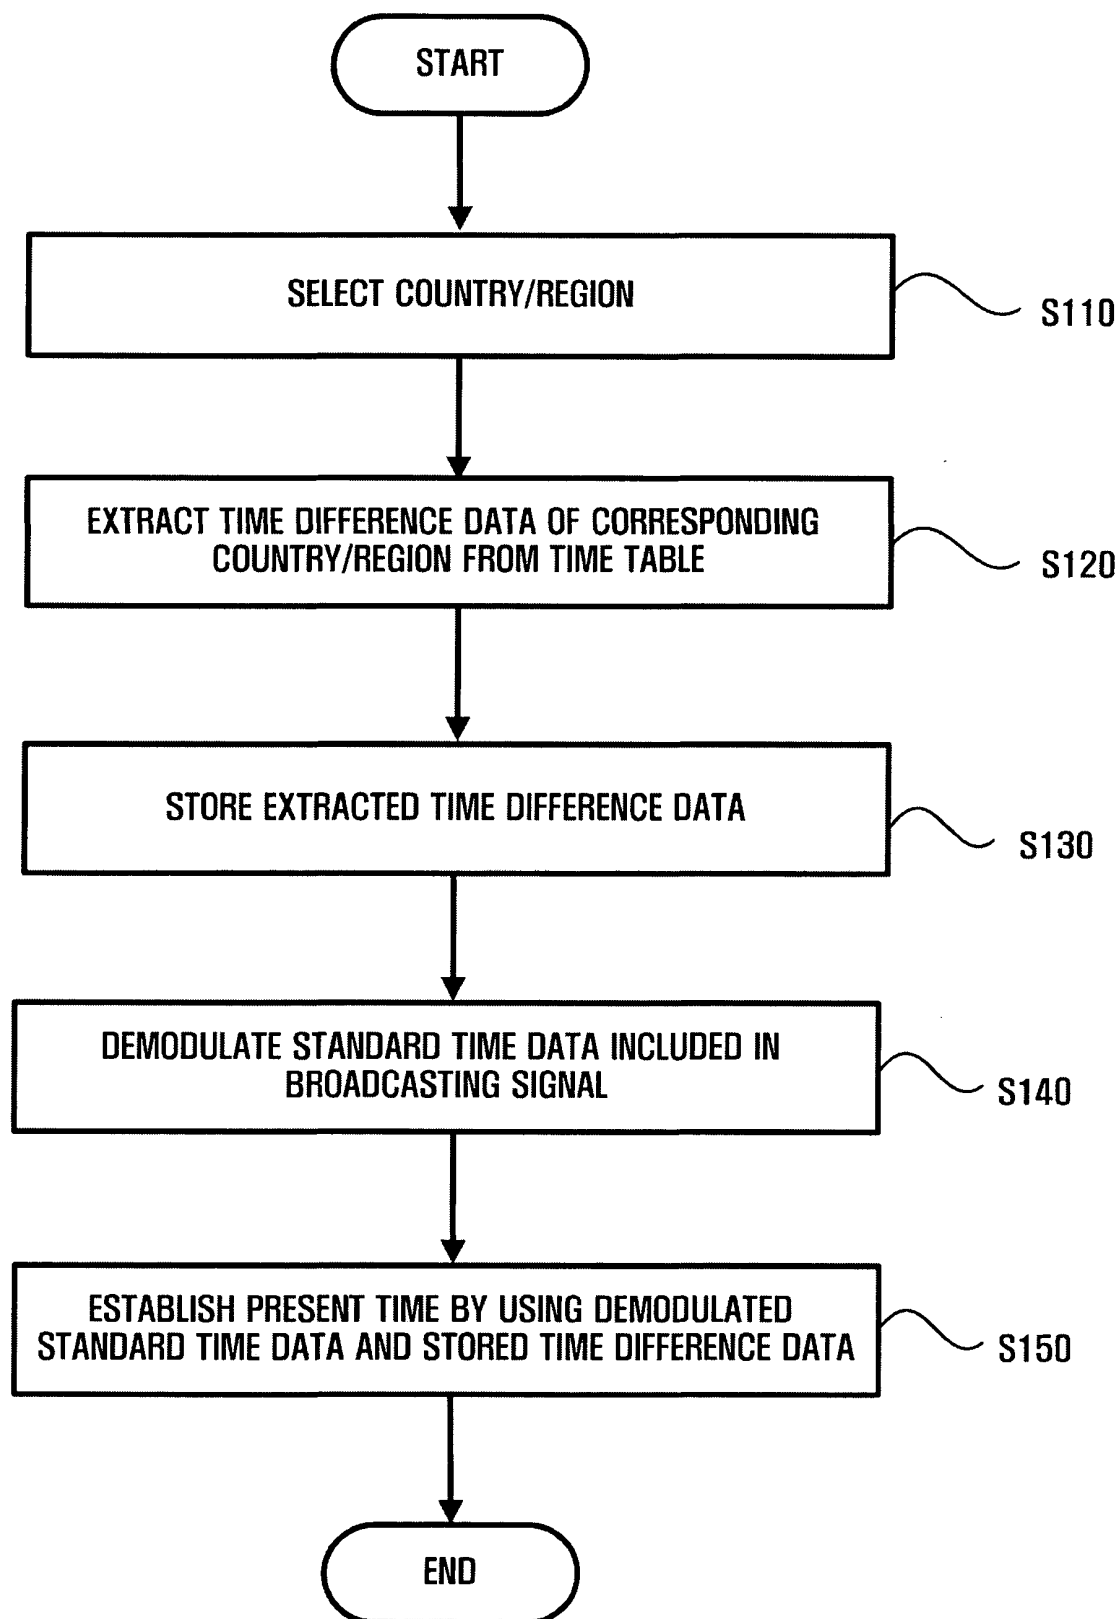 START
SELECT COUNTRY/REGION
S110
EXTRACT TIME DIFFERENCE DATA OF CORRESPONDING
COUNTRY/REGION FROM TIME TABLE
S120
STORE EXTRACTED TIME DIFFERENCE DATA
S130
DEMODULATE STANDARD TIME DATA INCLUDED IN
BROADCASTING SIGNAL
S140
ESTABLISH PRESENT TIME BY USING DEMODULATED
STANDARD TIME DATA AND STORED TIME DIFFERENCE DATA
S150
END